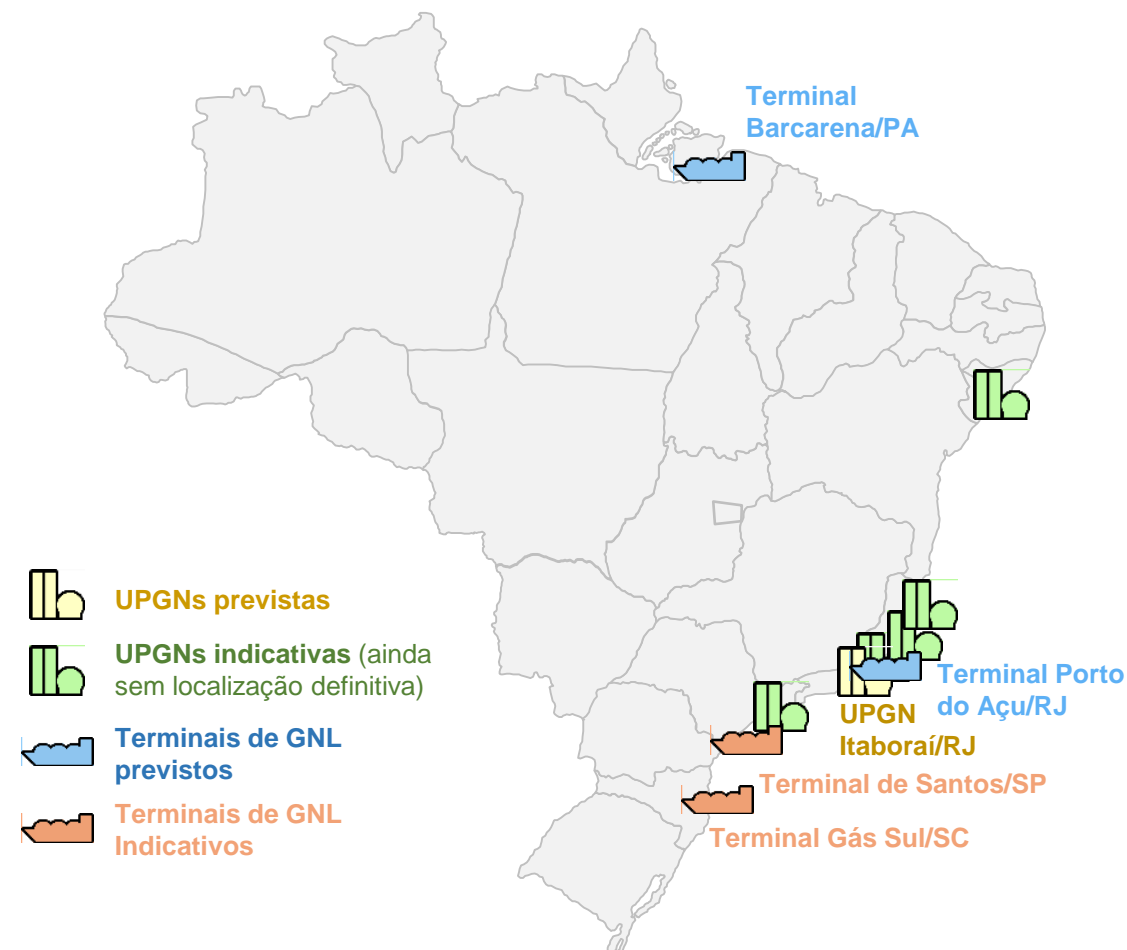 Terminal
Barcarena/PA
UPGNs previstas
UPGNs indicativas (ainda
sem localização definitiva)
Terminais de GNL
previstos
Terminais de GNL
Indicativos
Terminal Porto
do Açu/RJ
UPGN
Itaboraí/RJ
Terminal de Santos/SP
Terminal Gás Sul/SC